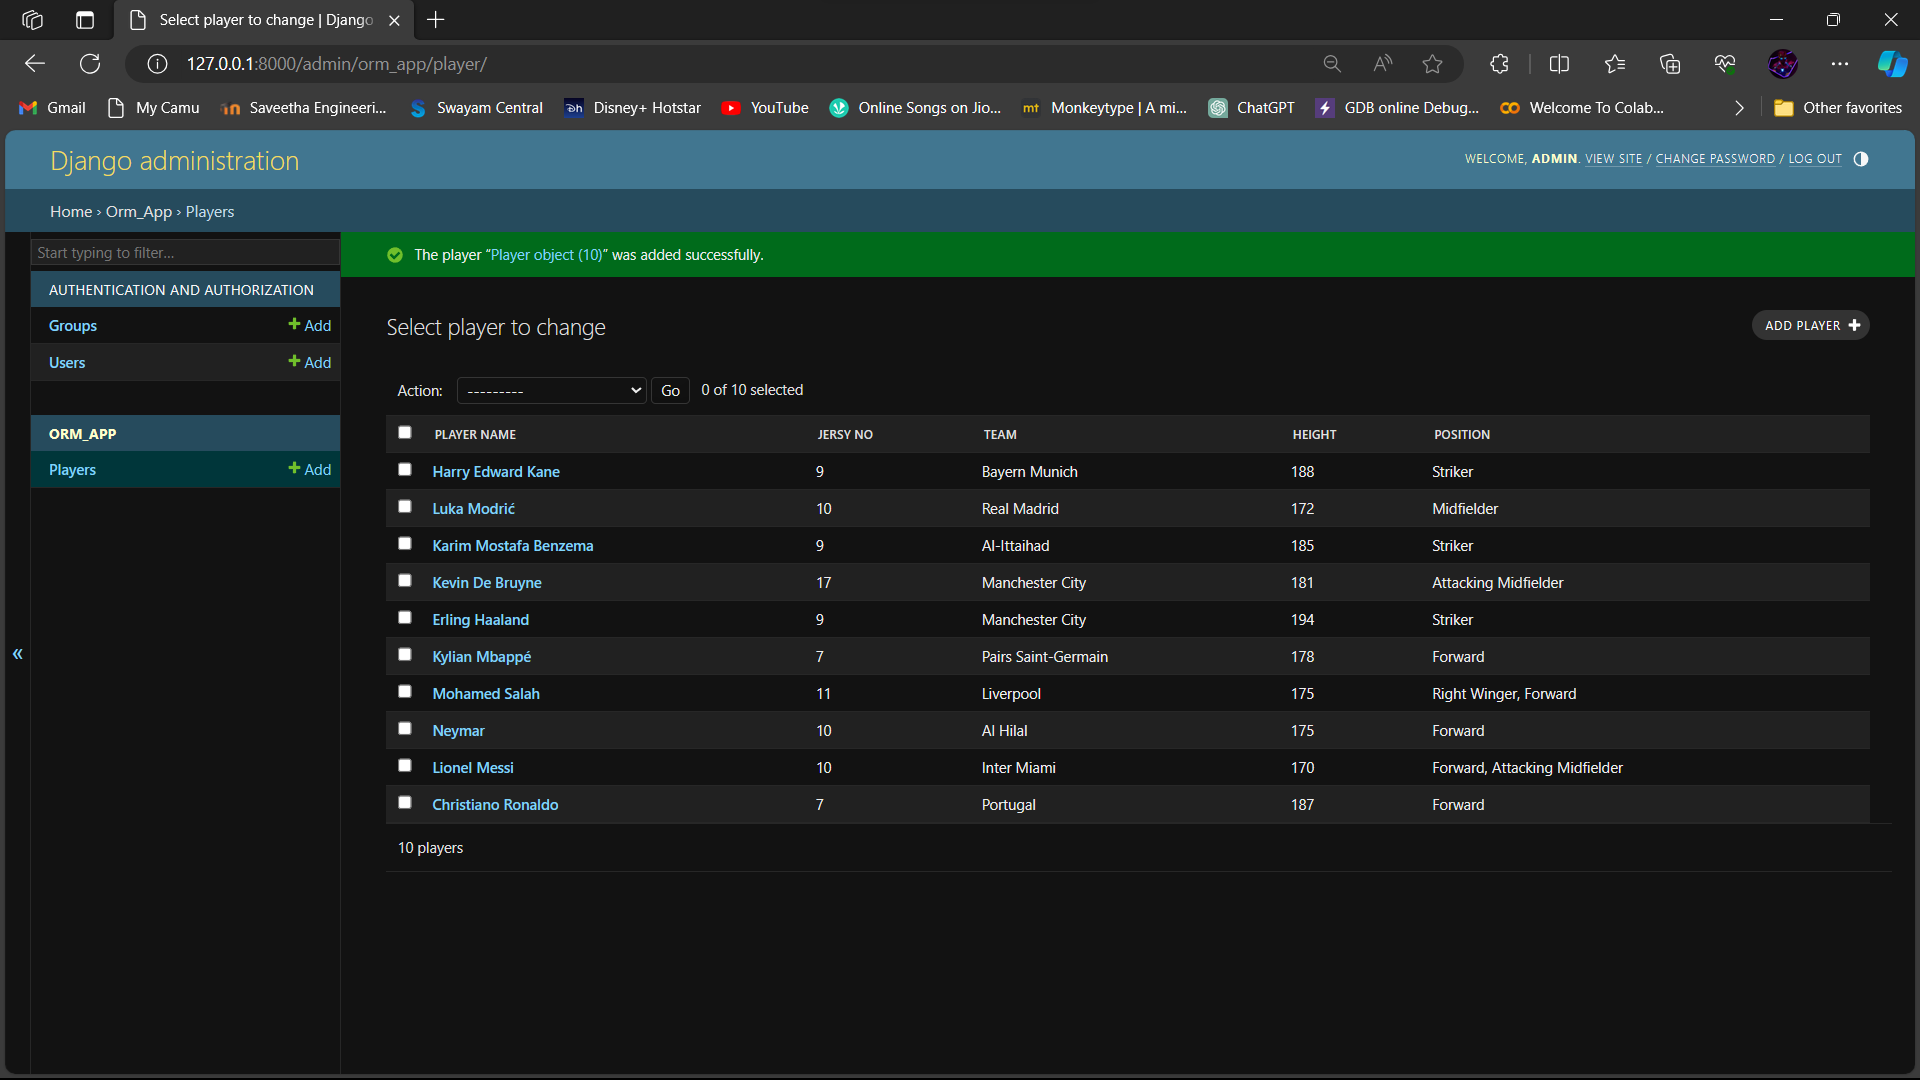 Select player to change | Django
127.0.0.1:8000/admin/orm_app/player/
Gmail My Camu Saveetha Engineeri... Swayam Central Disney+ Hotstar YouTube Online Songs on Jio... Monkeytype | A mi... ChatGPT GDB online Debug... Welcome To Colab... Other favorites
Django administration
WELCOME, ADMIN. VIEW SITE / CHANGE PASSWORD / LOG OUT
Home › Orm_App › Players
Start typing to filter...
The player “Player object (10)” was added successfully.
AUTHENTICATION AND AUTHORIZATION
Groups + Add
Users + Add
ORM_APP
Players + Add
Select player to change
ADD PLAYER +
Action: --------- Go 0 of 10 selected
PLAYER NAME JERSY NO TEAM HEIGHT POSITION
Harry Edward Kane 9 Bayern Munich 188 Striker
Luka Modrić 10 Real Madrid 172 Midfielder
Karim Mostafa Benzema 9 Al-Ittaihad 185 Striker
Kevin De Bruyne 17 Manchester City 181 Attacking Midfielder
Erling Haaland 9 Manchester City 194 Striker
Kylian Mbappé 7 Pairs Saint-Germain 178 Forward
Mohamed Salah 11 Liverpool 175 Right Winger, Forward
Neymar 10 Al Hilal 175 Forward
Lionel Messi 10 Inter Miami 170 Forward, Attacking Midfielder
Christiano Ronaldo 7 Portugal 187 Forward
10 players